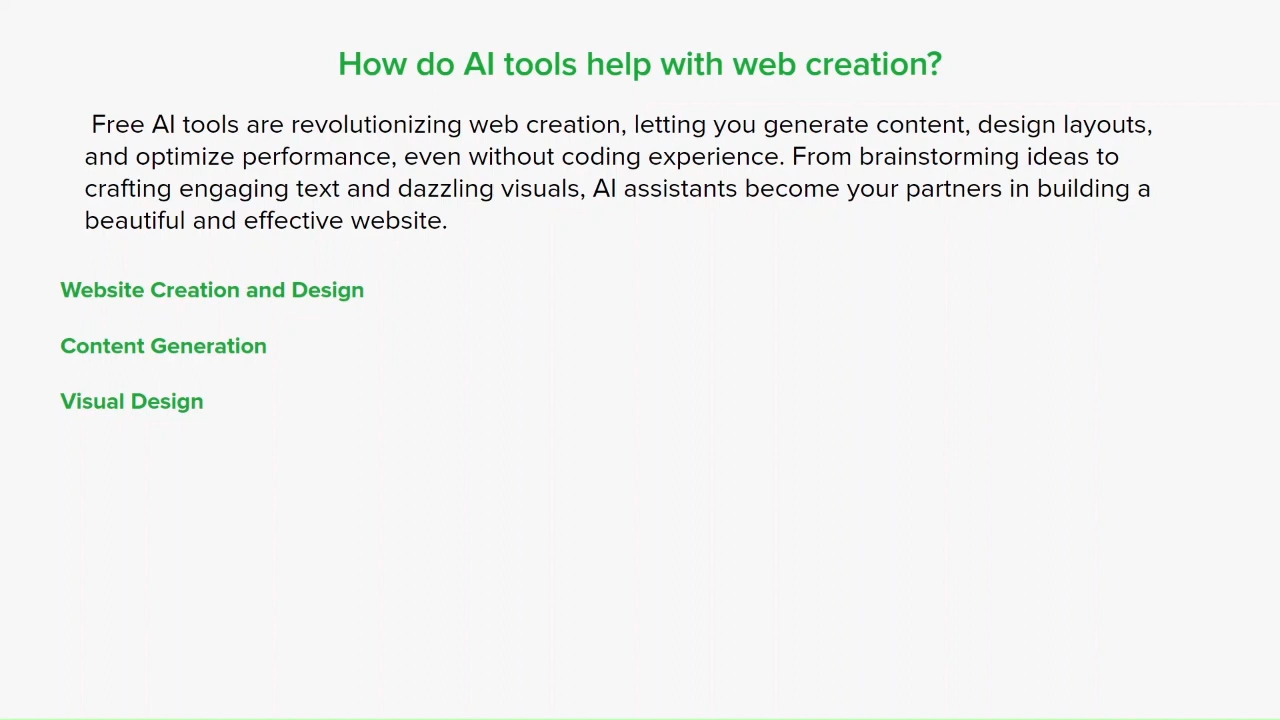 How do AI tools help with web creation?
Free AI tools are revolutionizing web creation, letting you generate content, design layouts,
and optimize performance, even without coding experience. From brainstorming ideas to
crafting engaging text and dazzling visuals, AI assistants become your partners in building a
beautiful and effective website.
Website Creation and Design
Content Generation
Visual Design